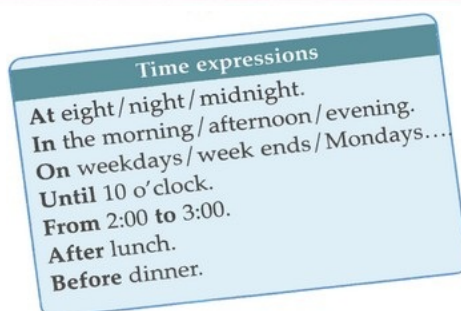 Time expressions
At eight/night/midnight.
In the morning/afternoon/evening.
On weekdays/week ends/Mondays....
Until 10 o'clock.
From 2:00 to 3:00.
After lunch.
Before dinner.